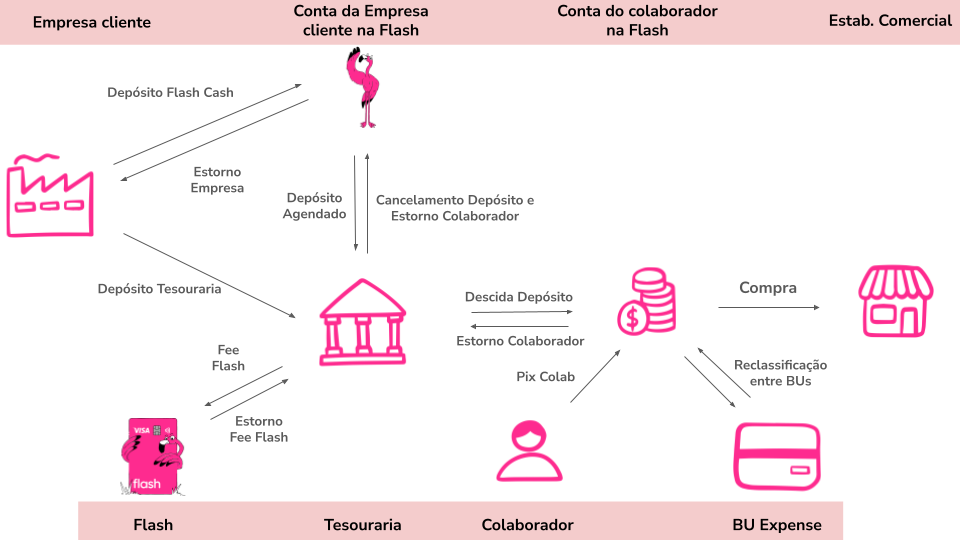 Empresa cliente
Conta da Empresa
cliente na Flash
Conta do colaborador
na Flash
Estab. Comercial
Depósito Flash Cash
Estorno
Empresa
Depósito
Agendado
Cancelamento Depósito e
Estorno Colaborador
Depósito Tesouraria
Descida Depósito
Estorno Colaborador
$
Compra
Fee
Flash
Estorno
Fee Flash
Pix Colab
Reclassificação
entre BUs
VISA
flash
Flash
Tesouraria
Colaborador
BU Expense